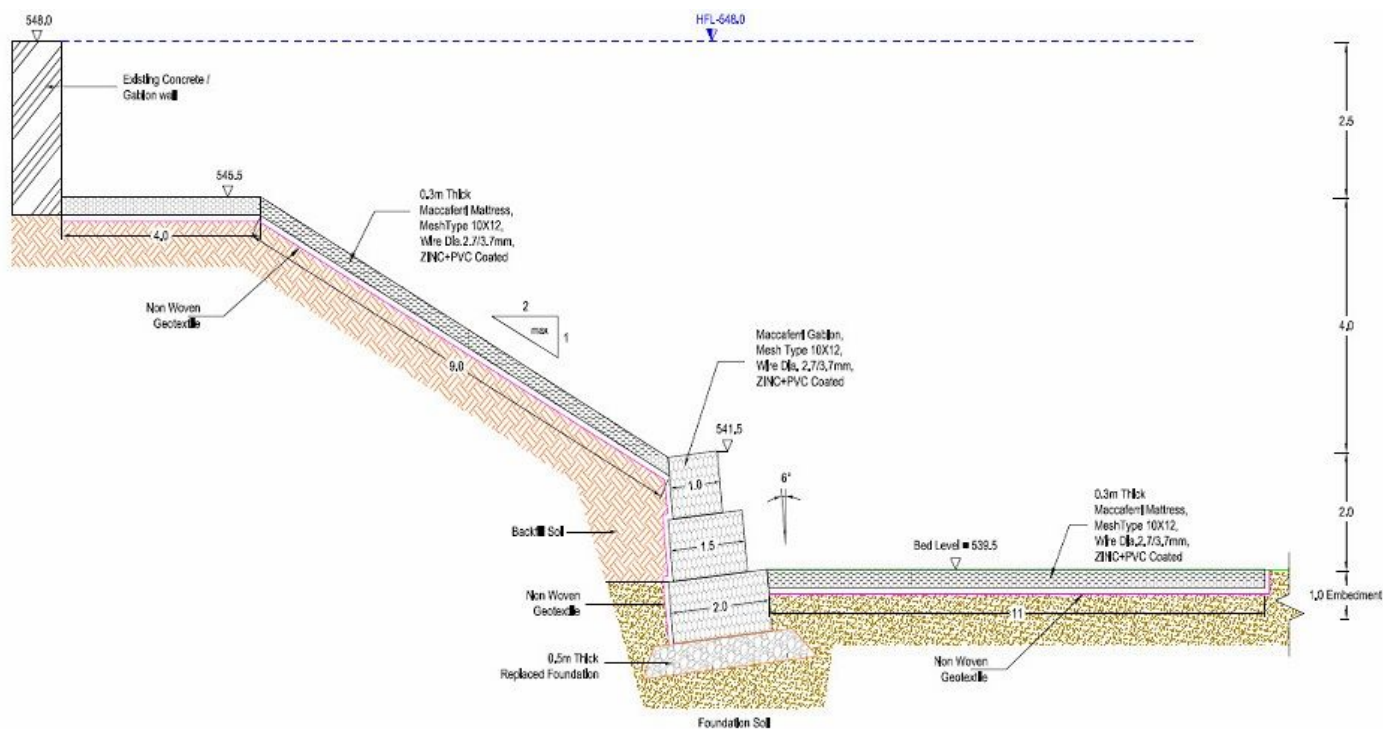 548.0
HFL-548.0
Existing Concrete /
Gabion wall
2.5
545.5
0.3m Thick
Maccaferri Mattress,
MeshType 10X12,
Wire Dia.2.7/3.7mm,
ZINC+PVC Coated
4.0
Non Woven
Geotextile
2
max
1
4.0
Maccaferri Gabion,
Mesh Type 10X12,
Wire Dia. 2.7/3.7mm,
ZINC+PVC Coated
9.0
541.5
1.0
6°
0.3m Thick
Maccaferri Mattress,
MeshType 10X12,
Wire Dia.2.7/3.7mm,
ZINC+PVC Coated
2.0
Backfill Soil
1.5
Bed Level = 539.5
Non Woven
Geotextile
2.0
11
1.0 Embedment
0.5m Thick
Replaced Foundation
Non Woven
Geotextile
Foundation Soil